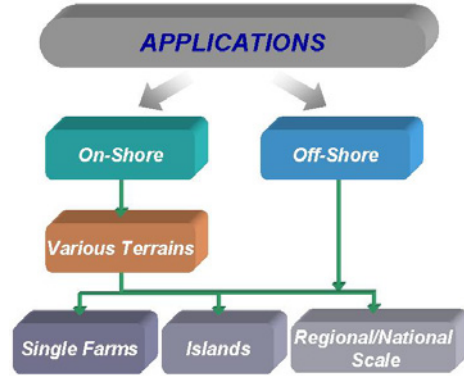 APPLICATIONS
On-Shore
Off-Shore
Various Terrains
Single Farms
Islands
Regional/National
Scale